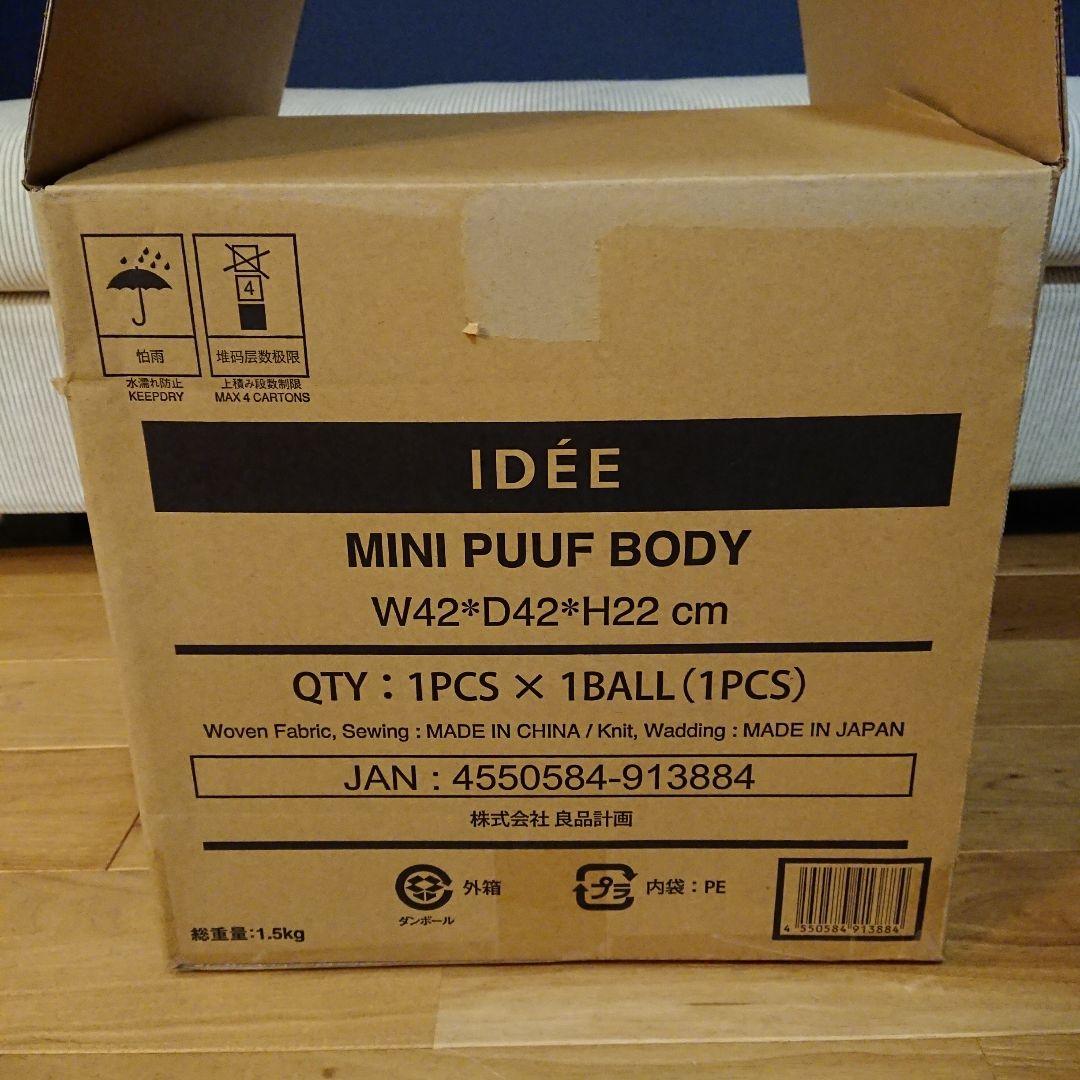 4
怕雨
堆码层数极限
水濡れ防止
KEEPDRY
上積み段数制限
MAX 4 CARTONS
IDÉE
MINI PUUF BODY
W42*D42*H22 cm
QTY：1PCS × 1BALL（1PCS）
Woven Fabric, Sewing : MADE IN CHINA / Knit, Wadding : MADE IN JAPAN
JAN : 4550584-913884
株式会社 良品計画
外箱
ダンボール
プラ
内袋：PE
総重量:1.5kg
4 550584 913884